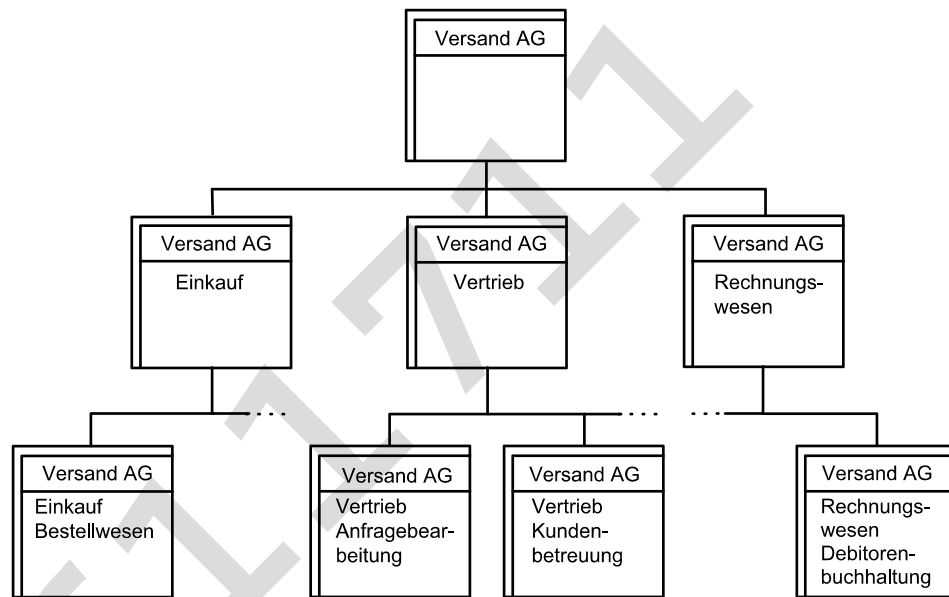 Versand AG
Versand AG
Einkauf
Versand AG
Vertrieb
Versand AG
Rechnungs-
wesen
Versand AG
Einkauf
Bestellwesen
Versand AG
Vertrieb
Anfragebear-
beitung
Versand AG
Vertrieb
Kunden-
betreuung
Versand AG
Rechnungs-
wesen
Debitoren-
buchhaltung
11711